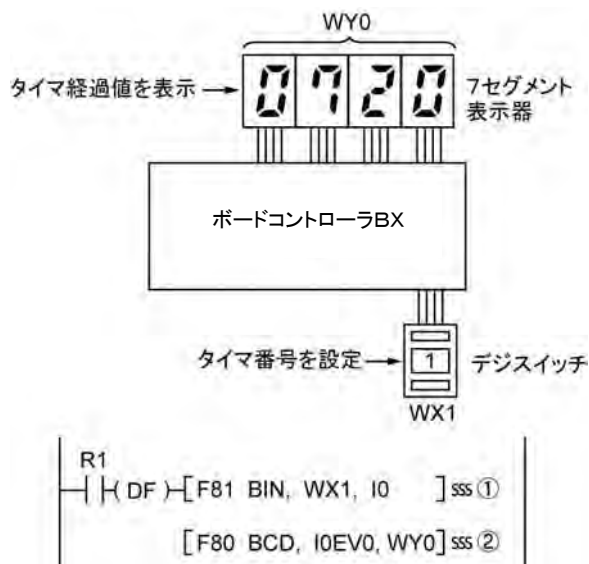 WY0
タイマ経過値を表示
0720
7セグメント
表示器
ボードコントローラBX
タイマ番号を設定
1
デジスイッチ
WX1
R1
( DF ) [ F81 BIN, WX1, I0 ] sss ①
[ F80 BCD, I0EV0, WY0 ] sss ②